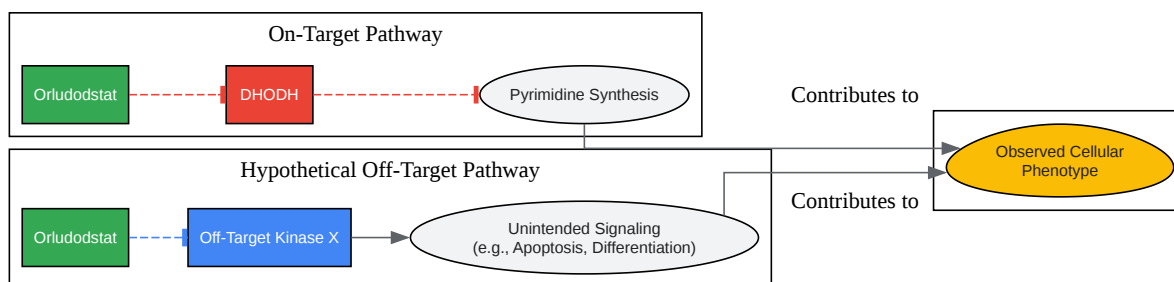 On-Target Pathway
Orludodstat
DHODH
Pyrimidine Synthesis
Contributes to
Observed Cellular
Phenotype
Hypothetical Off-Target Pathway
Contributes to
Orludodstat
Off-Target Kinase X
Unintended Signaling
(e.g., Apoptosis, Differentiation)